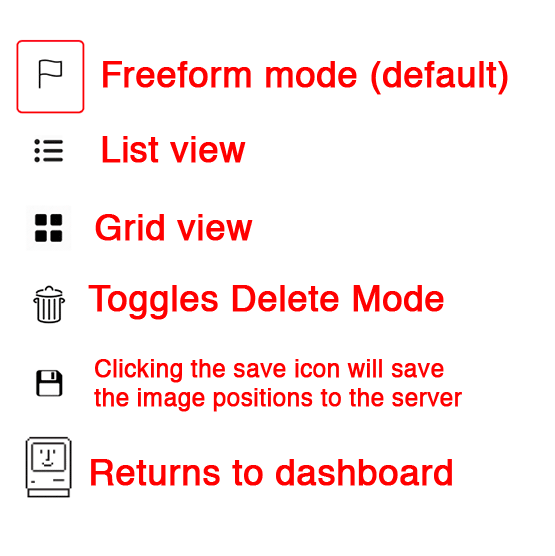 Freeform mode (default)
List view
Grid view
Toggles Delete Mode
Clicking the save icon will save
the image positions to the server
Returns to dashboard